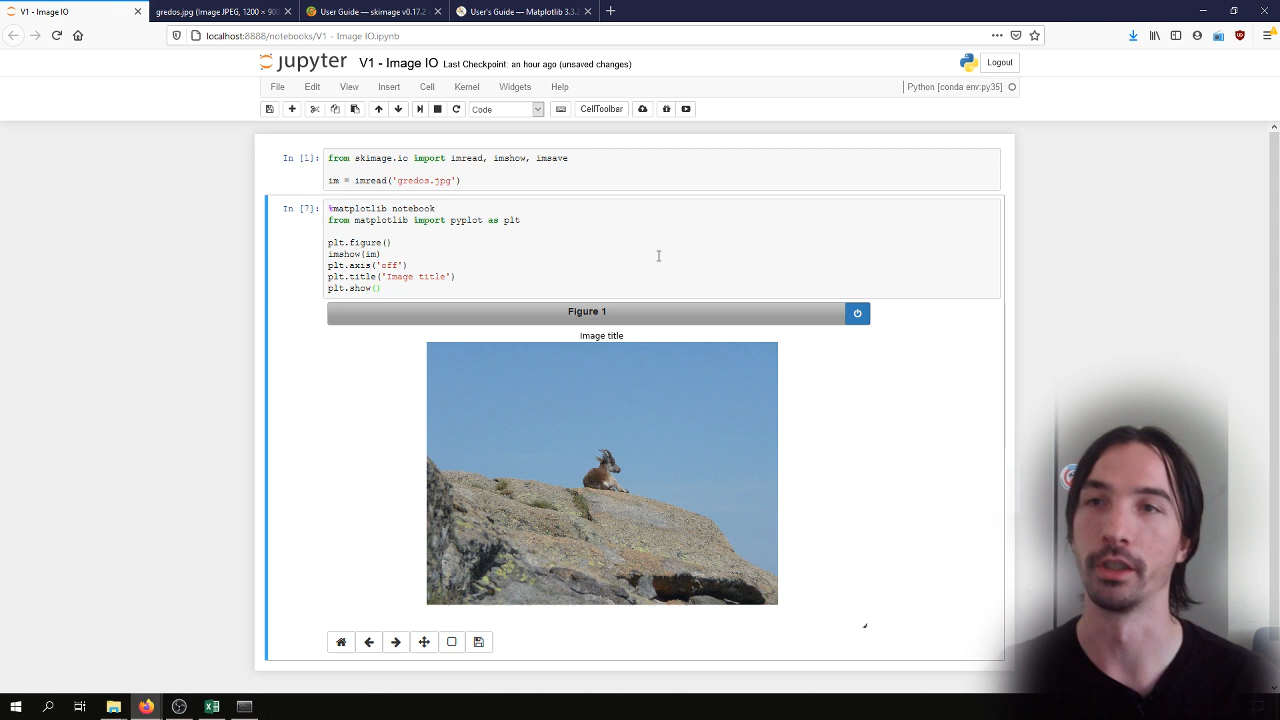 V1 - Image IO
gredos.jpg (Image JPEG, 1200 × 900
User Guide — skimage v0.17.2
User's Guide — Matplotlib 3.3.2
localhost:8888/notebooks/V1 - Image IO.ipynb
jupyter V1 - Image IO Last Checkpoint: an hour ago (unsaved changes)
Logout
File Edit View Insert Cell Kernel Widgets Help
Python [conda env:py35]
Code
CellToolbar
In [1]:
from skimage.io import imread, imshow, imsave
im = imread('gredos.jpg')
In [7]:
%matplotlib notebook
from matplotlib import pyplot as plt
plt.figure()
imshow(im)
plt.axis('off')
plt.title('Image title')
plt.show()
Figure 1
Image title